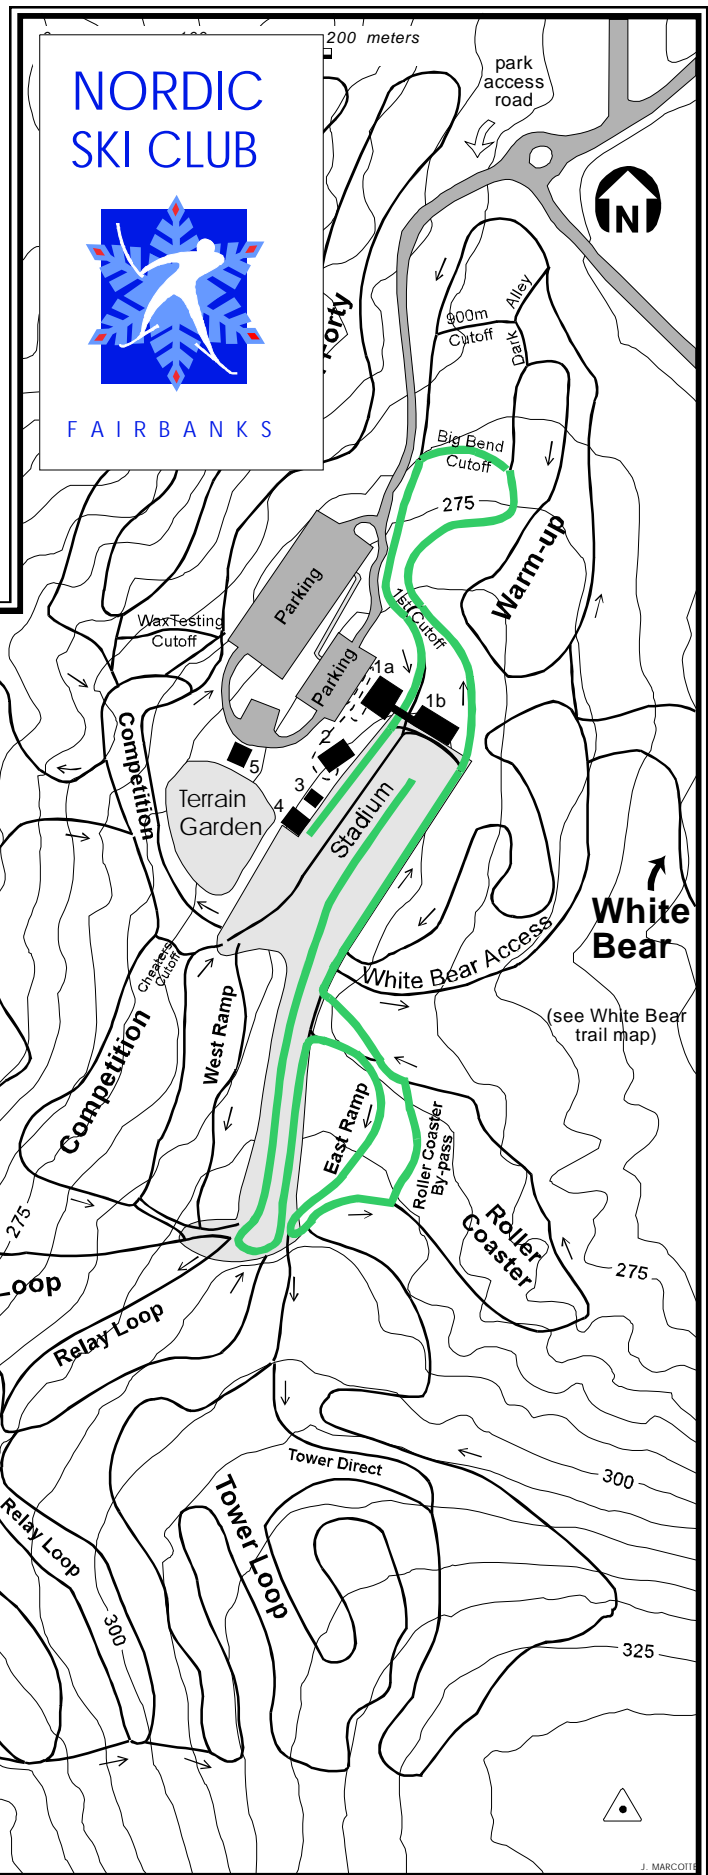 200 meters
NORDIC
SKI CLUB
FAIRBANKS
park
access
road
N
Forty
900m
Cutoff
Dark Alley
Big Bend
Cutoff
275
Warm-up
Parking
1st Cutoff
WaxTesting
Cutoff
Parking
1a
1b
2
3
4
5
Competition
Terrain
Garden
Stadium
White
Bear
White Bear Access
Cheaters
Cutoff
(see White Bear
trail map)
West Ramp
Competition
East Ramp
Roller Coaster
By-pass
Roller
Coaster
275
275
Loop
Relay Loop
Tower Direct
300
Tower Loop
Relay Loop
300
325
J. MARCOTTE